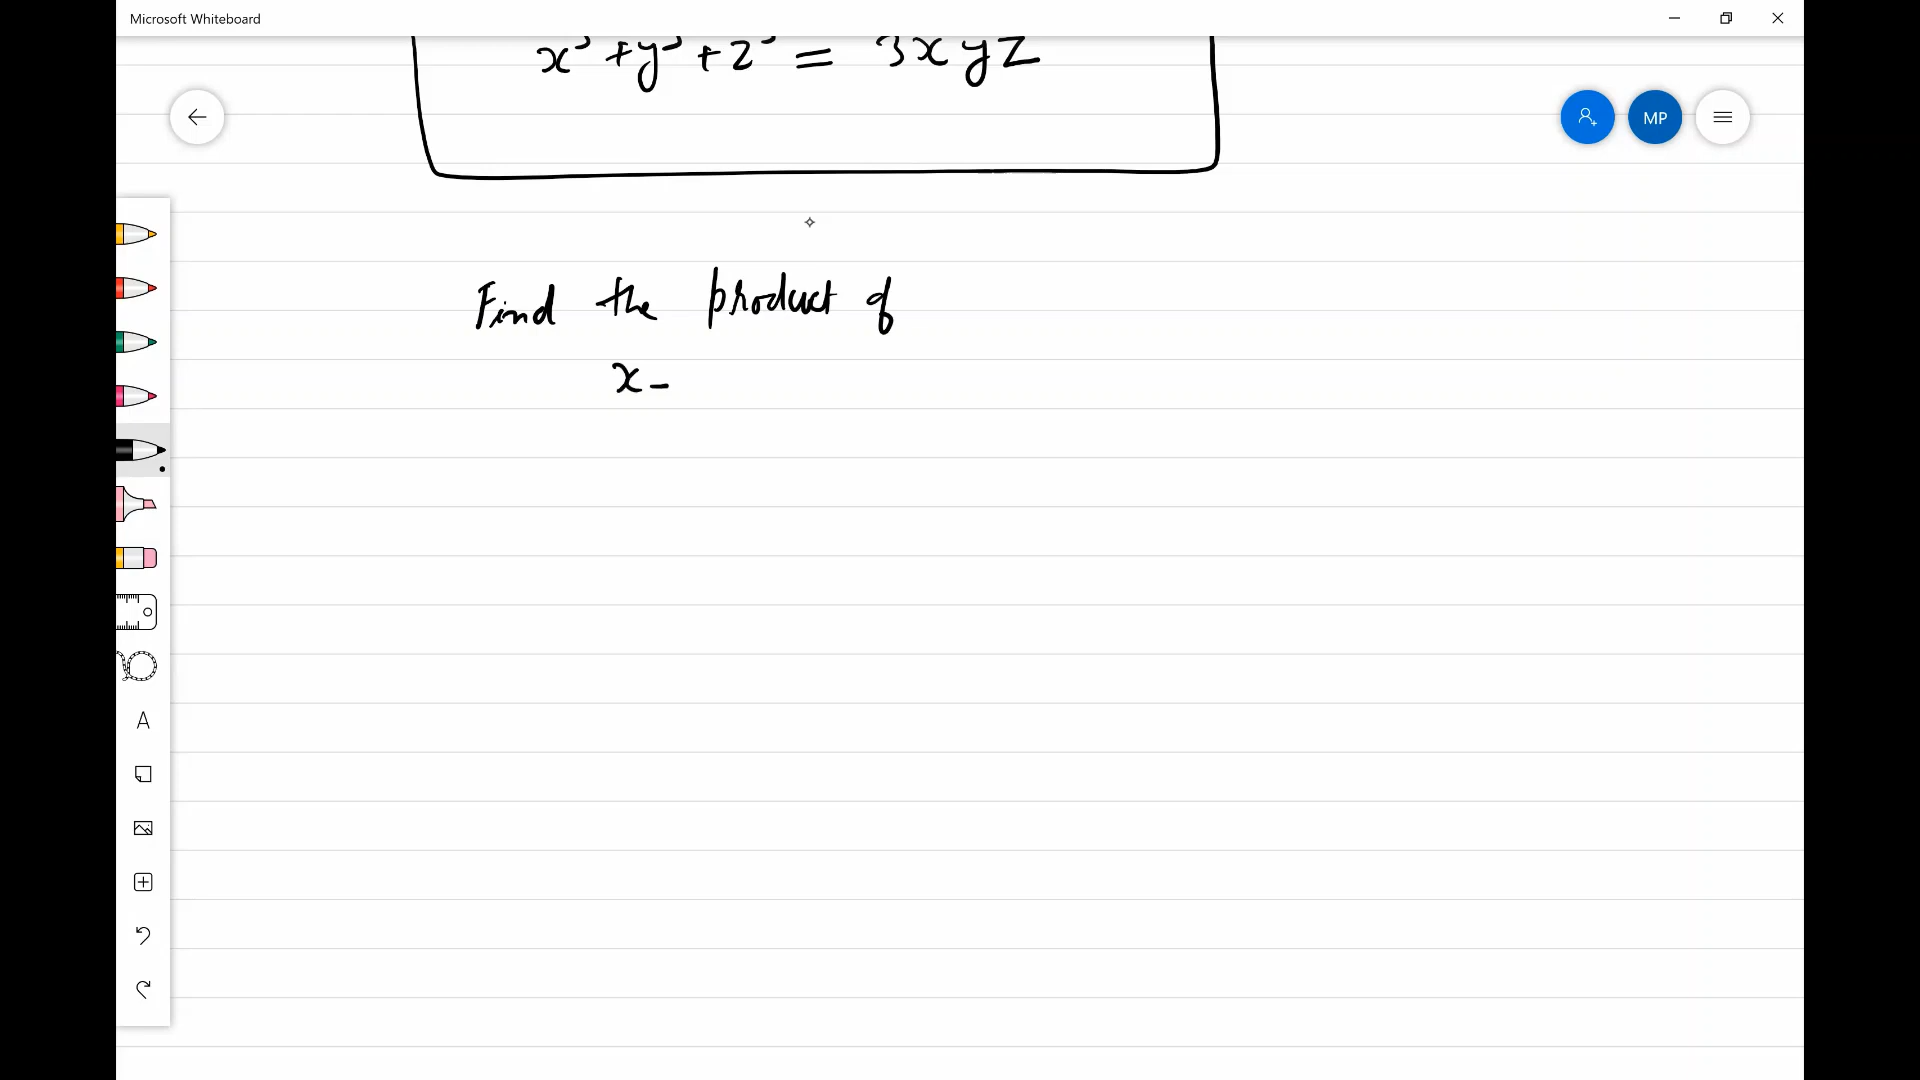 Microsoft Whiteboard
x³+y³+z³ = 3xyz
MP
Find the product of
x-
A